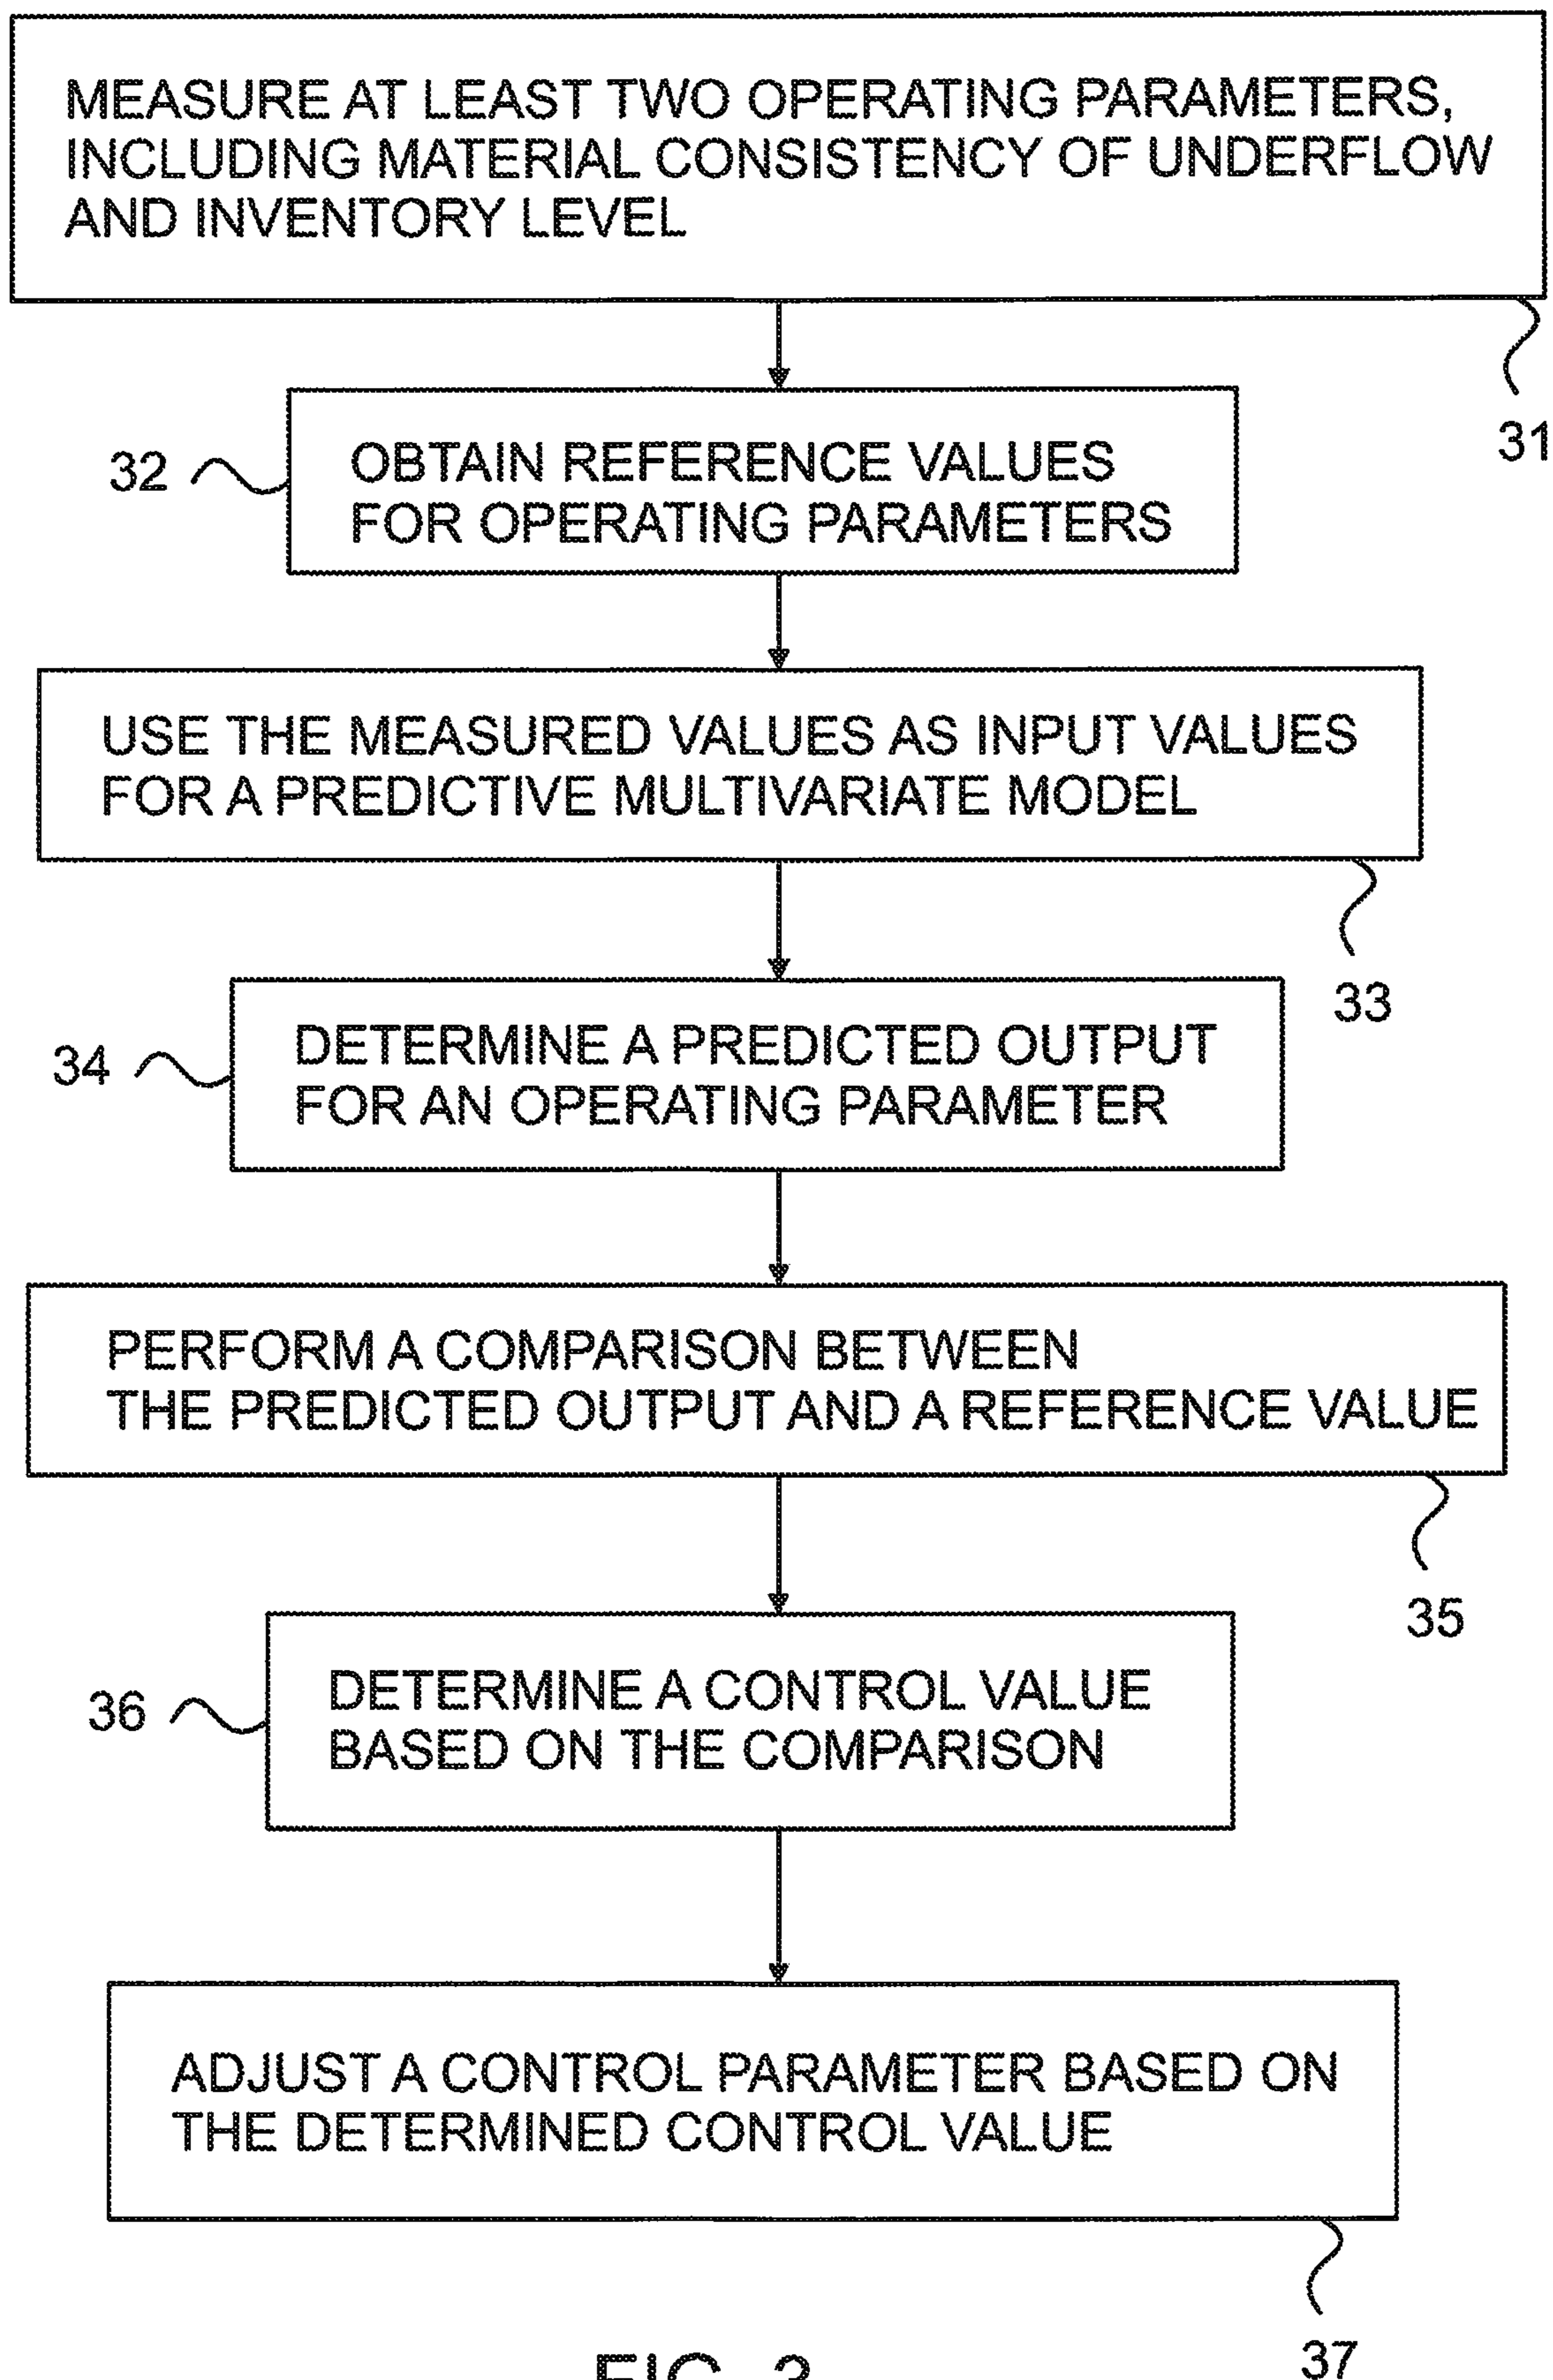 MEASURE AT LEAST TWO OPERATING PARAMETERS,
INCLUDING MATERIAL CONSISTENCY OF UNDERFLOW
AND INVENTORY LEVEL
31
32
OBTAIN REFERENCE VALUES
FOR OPERATING PARAMETERS
USE THE MEASURED VALUES AS INPUT VALUES
FOR A PREDICTIVE MULTIVARIATE MODEL
33
34
DETERMINE A PREDICTED OUTPUT
FOR AN OPERATING PARAMETER
PERFORM A COMPARISON BETWEEN
THE PREDICTED OUTPUT AND A REFERENCE VALUE
35
36
DETERMINE A CONTROL VALUE
BASED ON THE COMPARISON
ADJUST A CONTROL PARAMETER BASED ON
THE DETERMINED CONTROL VALUE
37
FIG. 3